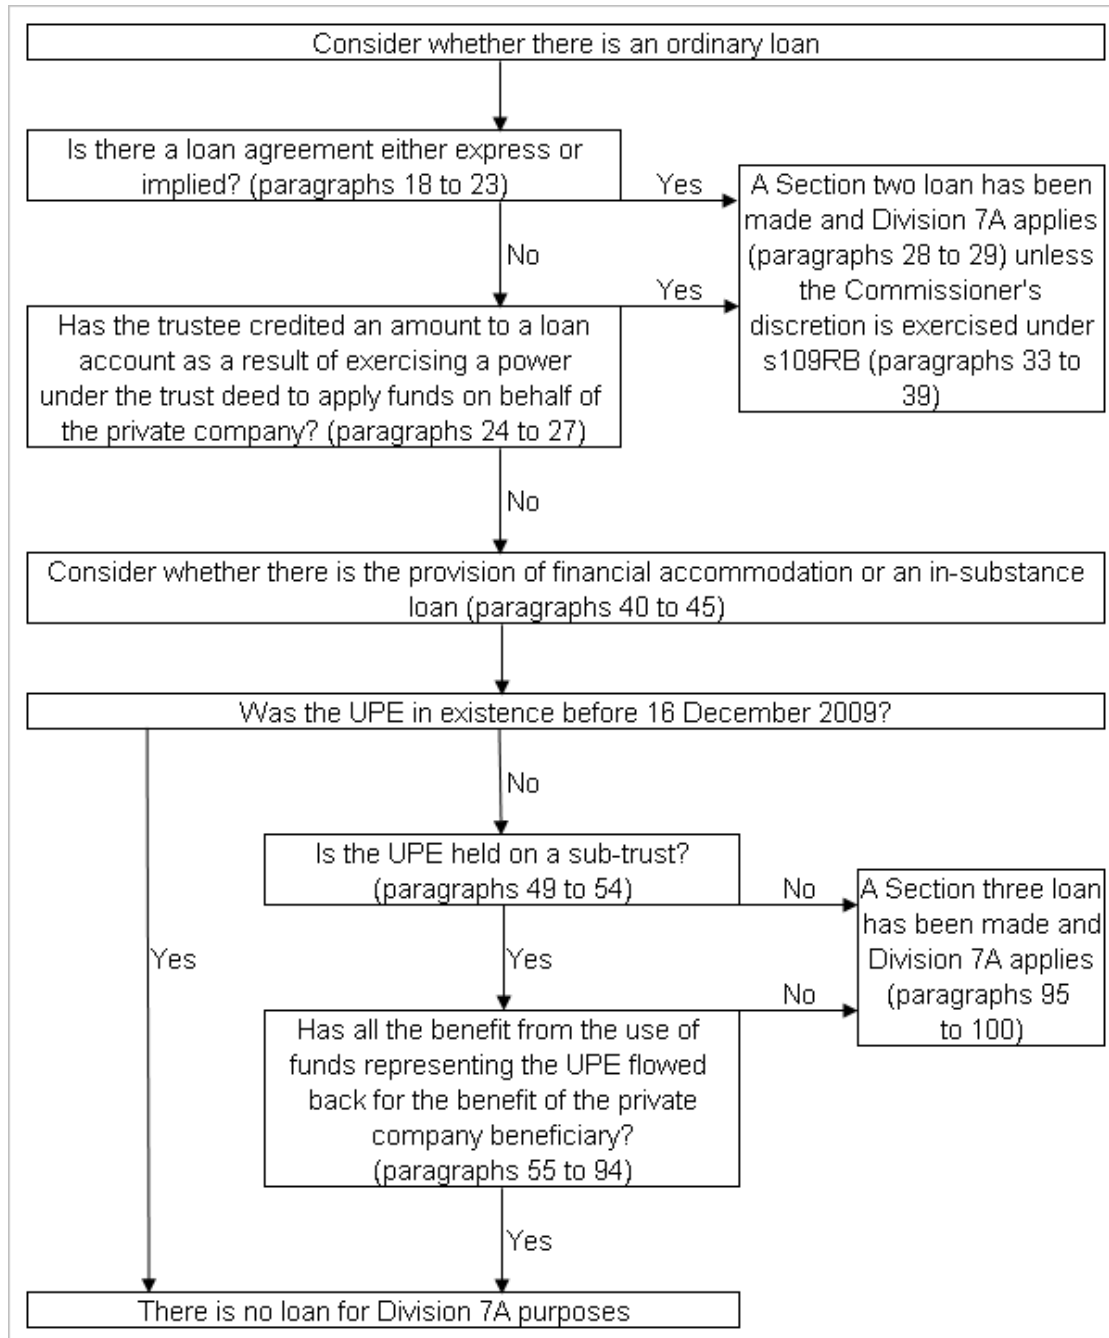 Consider whether there is an ordinary loan
Is there a loan agreement either express or
implied? (paragraphs 18 to 23)
Yes
A Section two loan has been
made and Division 7A applies
(paragraphs 28 to 29) unless
the Commissioner's
discretion is exercised under
s109RB (paragraphs 33 to
39)
No
Yes
Has the trustee credited an amount to a loan
account as a result of exercising a power
under the trust deed to apply funds on behalf of
the private company? (paragraphs 24 to 27)
No
Consider whether there is the provision of financial accommodation or an in-substance
loan (paragraphs 40 to 45)
Was the UPE in existence before 16 December 2009?
No
Is the UPE held on a sub-trust?
(paragraphs 49 to 54)
No
A Section three loan
has been made and
Division 7A applies
(paragraphs 95
to 100)
Yes
Yes
No
Has all the benefit from the use of
funds representing the UPE flowed
back for the benefit of the private
company beneficiary?
(paragraphs 55 to 94)
Yes
There is no loan for Division 7A purposes